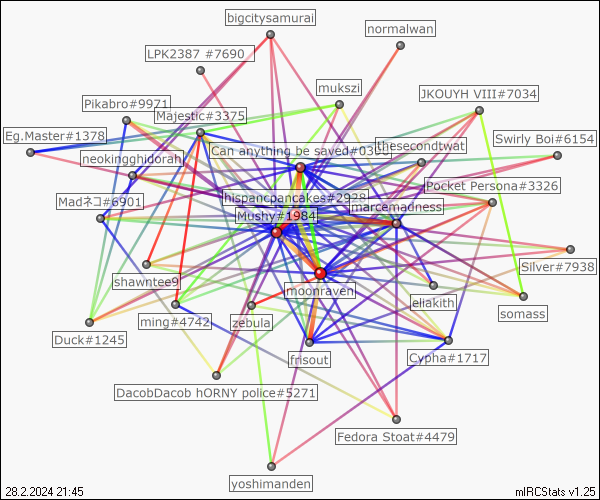 bigcitysamurai
normalwan
LPK2387 #7690
mukszi
JKOUYH VIII#7034
Pikabro#9971
Majestic#3375
Eg.Master#1378
Can anything be saved#0
thesecondtwat
Swirly Boi#6154
neokingghidorah
Pocket Persona#3326
hispancpancakes#2928
Madネコ#6901
marcemadness
Mushy#1984
Silver#7938
shawntee9
moonraven
eliakith
somass
ming#4742
zebula
Duck#1245
frisout
Cypha#1717
DacobDacob hORNY police#5271
Fedora Stoat#4479
yoshimanden
28.2.2024 21:45
mIRCStats v1.25